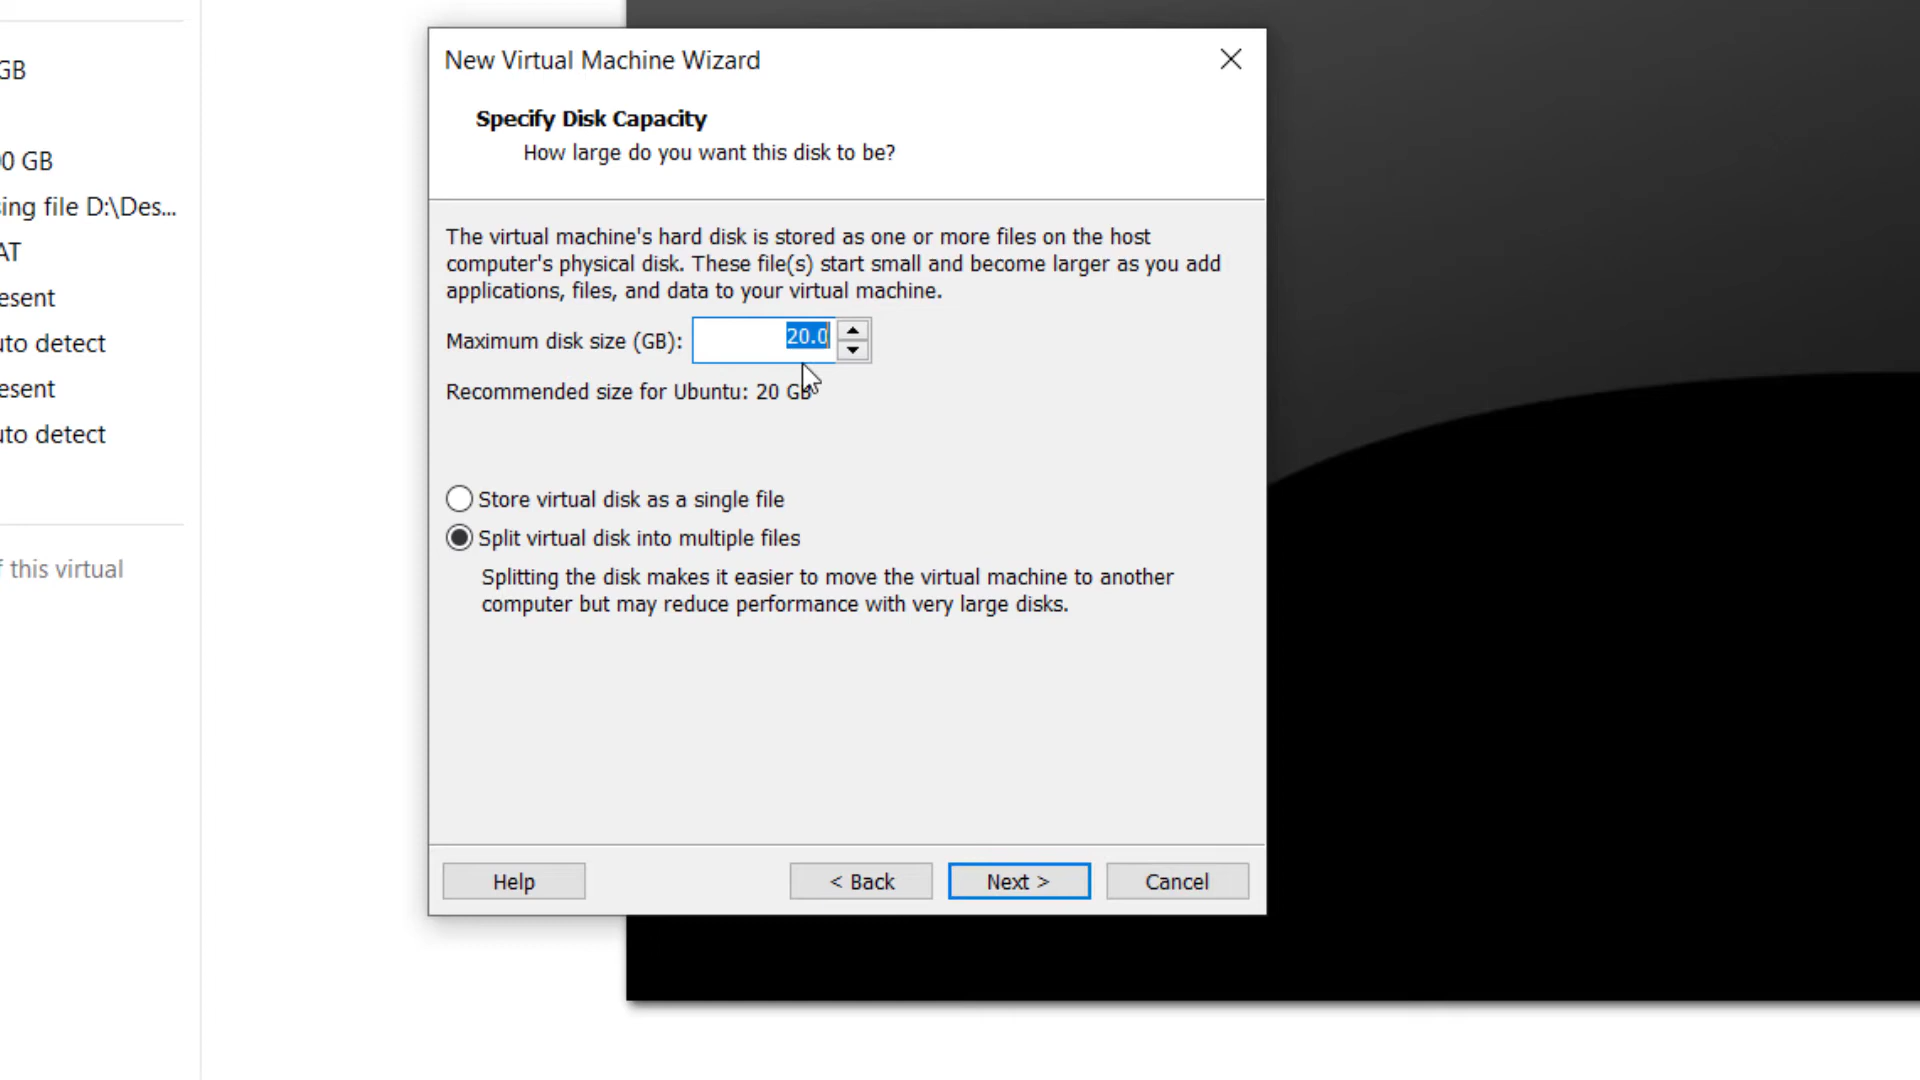 GB
0 GB
sing file D:\Des...
AT
esent
uto detect
esent
uto detect
f this virtual
New Virtual Machine Wizard
Specify Disk Capacity
How large do you want this disk to be?
The virtual machine's hard disk is stored as one or more files on the host
computer's physical disk. These file(s) start small and become larger as you add
applications, files, and data to your virtual machine.
Maximum disk size (GB): 20.0
Recommended size for Ubuntu: 20 GB
Store virtual disk as a single file
Split virtual disk into multiple files
Splitting the disk makes it easier to move the virtual machine to another
computer but may reduce performance with very large disks.
Help < Back Next > Cancel